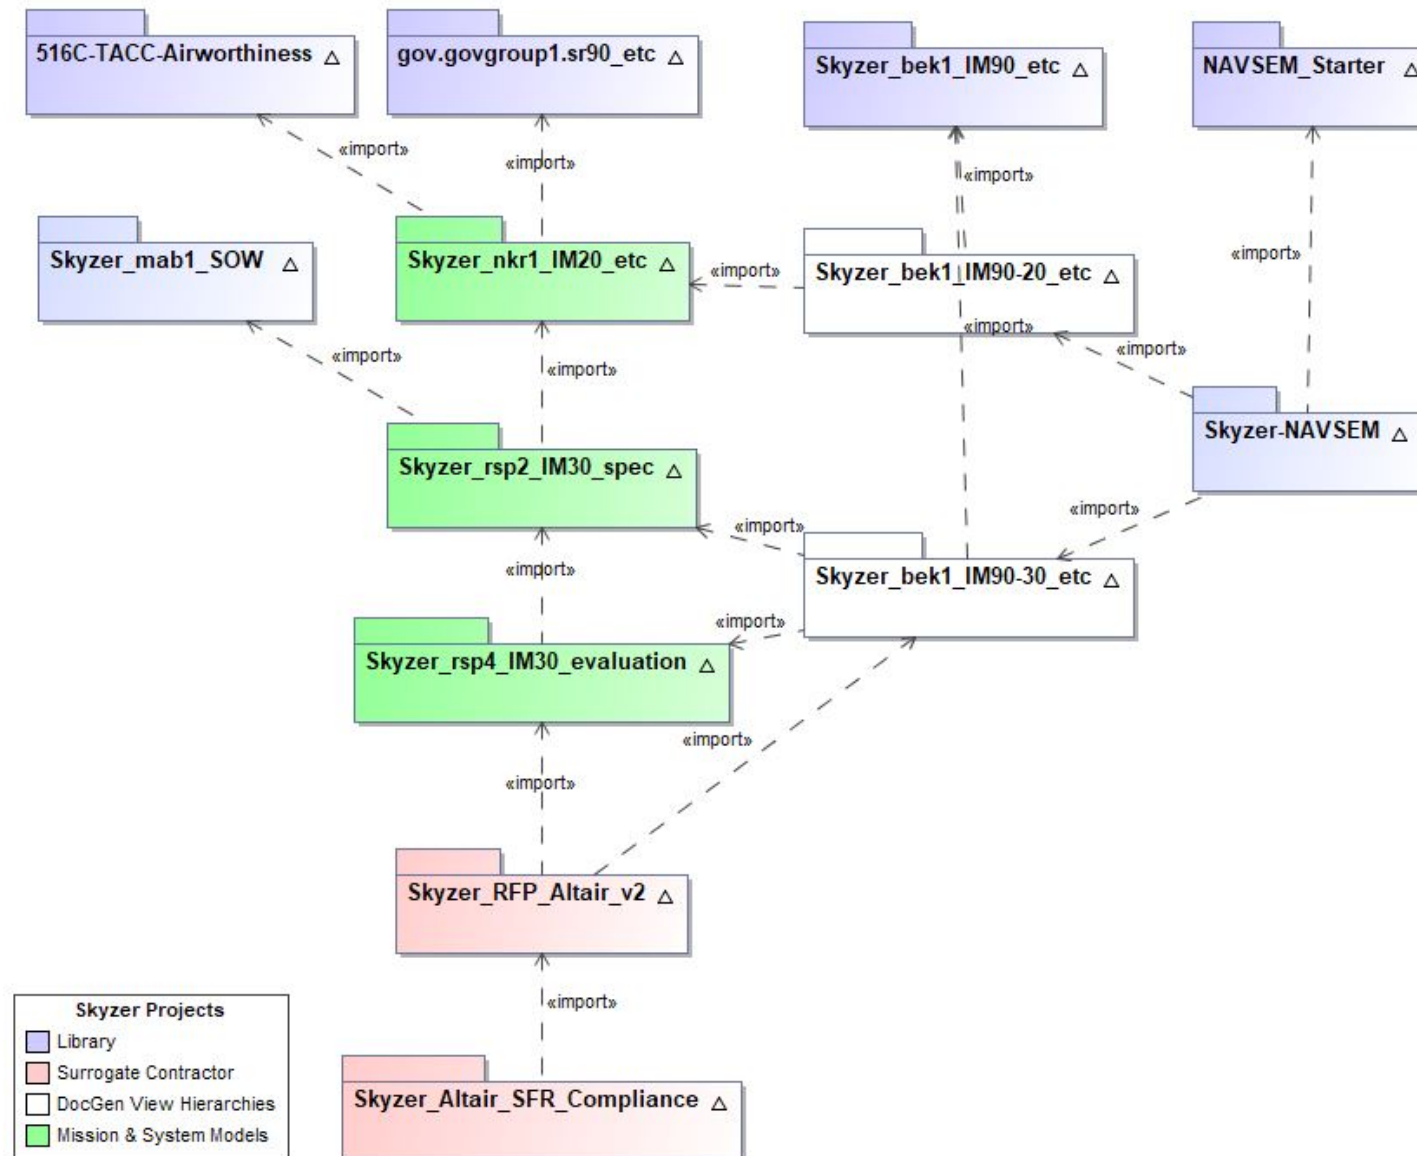 516C-TACC-Airworthiness
gov.govgroup1.sr90_etc
Skyzer_bek1_IM90_etc
NAVSEM_Starter
«import»
«import»
«import»
«import»
Skyzer_mab1_SOW
Skyzer_nkr1_IM20_etc
«import»
Skyzer_bek1_IM90-20_etc
«import»
«import»
«import»
«import»
Skyzer-NAVSEM
Skyzer_rsp2_IM30_spec
«import»
«import»
«import»
Skyzer_bek1_IM90-30_etc
«import»
Skyzer_rsp4_IM30_evaluation
«import»
«import»
Skyzer_RFP_Altair_v2
«import»
Skyzer_Altair_SFR_Compliance
Skyzer Projects
Library
Surrogate Contractor
DocGen View Hierarchies
Mission & System Models